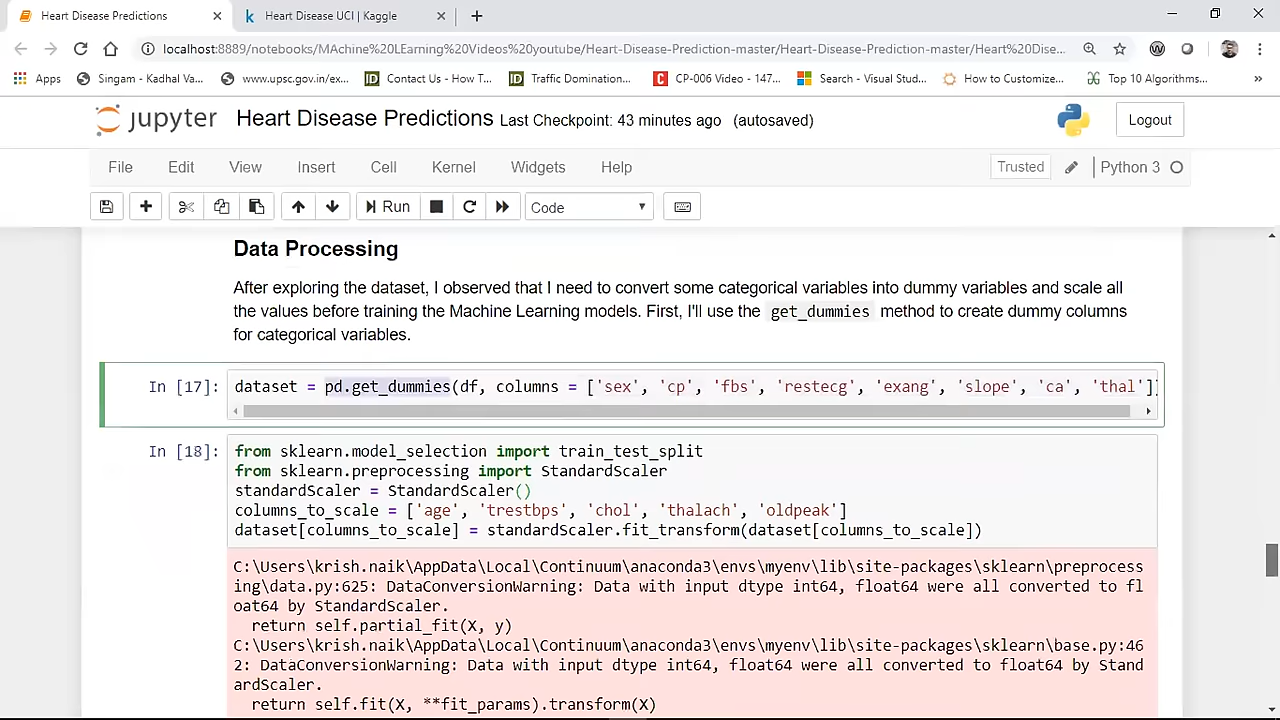 Heart Disease Predictions
Heart Disease UCI | Kaggle
localhost:8889/notebooks/MAchine%20LEarning%20Videos%20youtube/Heart-Disease-Prediction-master/Heart-Disease-Prediction-master/Heart%20Dise...
Apps Singam - Kadhal Va... www.upsc.gov.in/ex... Contact Us - How T... Traffic Domination... CP-006 Video - 147... Search - Visual Stud... How to Customize... Top 10 Algorithms... »
jupyter Heart Disease Predictions Last Checkpoint: 43 minutes ago (autosaved) Logout
File Edit View Insert Cell Kernel Widgets Help Trusted Python 3
Run Code
Data Processing
After exploring the dataset, I observed that I need to convert some categorical variables into dummy variables and scale all
the values before training the Machine Learning models. First, I'll use the get_dummies method to create dummy columns
for categorical variables.
In [17]: dataset = pd.get_dummies(df, columns = ['sex', 'cp', 'fbs', 'restecg', 'exang', 'slope', 'ca', 'thal']
In [18]: from sklearn.model_selection import train_test_split
from sklearn.preprocessing import StandardScaler
standardScaler = StandardScaler()
columns_to_scale = ['age', 'trestbps', 'chol', 'thalach', 'oldpeak']
dataset[columns_to_scale] = standardScaler.fit_transform(dataset[columns_to_scale])
C:\Users\krish.naik\AppData\Local\Continuum\anaconda3\envs\myenv\lib\site-packages\sklearn\preprocess
ing\data.py:625: DataConversionWarning: Data with input dtype int64, float64 were all converted to fl
oat64 by StandardScaler.
return self.partial_fit(X, y)
C:\Users\krish.naik\AppData\Local\Continuum\anaconda3\envs\myenv\lib\site-packages\sklearn\base.py:46
2: DataConversionWarning: Data with input dtype int64, float64 were all converted to float64 by Stand
ardScaler.
return self.fit(X, **fit_params).transform(X)